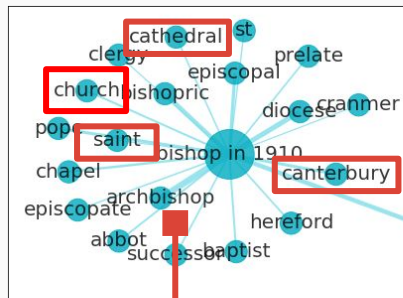 cathedral
st
clergy
episcopal
prelate
church
bishopric
diocese
cranmer
pope
saint
bishop in 1910
chapel
canterbury
archbishop
episcopate
hereford
abbot
successor
baptist